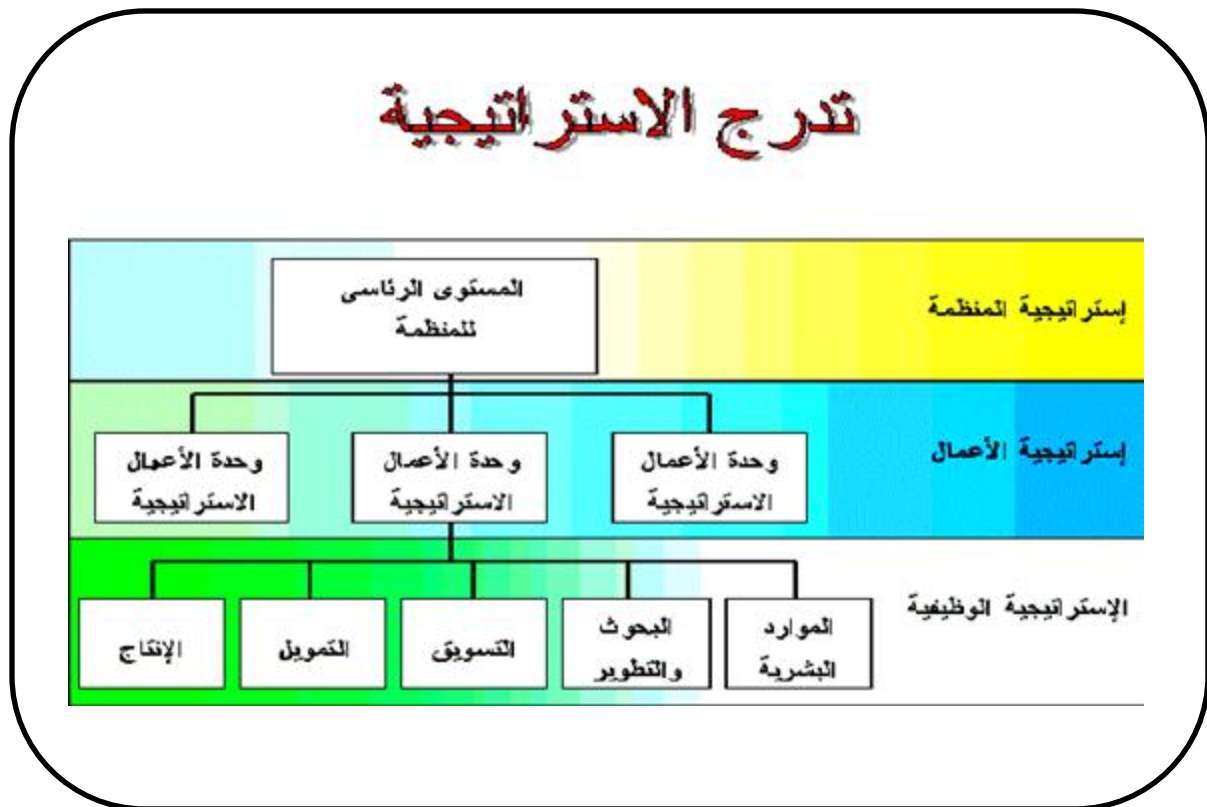 تدرج الاستراتيجية
إستراتيجية المنظمة
المستوى الرئاسى
للمنظمة
إستراتيجية الأعمال
وحدة الأعمال
الاستراتيجية
وحدة الأعمال
الاستراتيجية
وحدة الأعمال
الاستراتيجية
الإستراتيجية الوظيفية
الموارد
البشرية
البحوث
والتطوير
التسويق
التمويل
الإنتاج